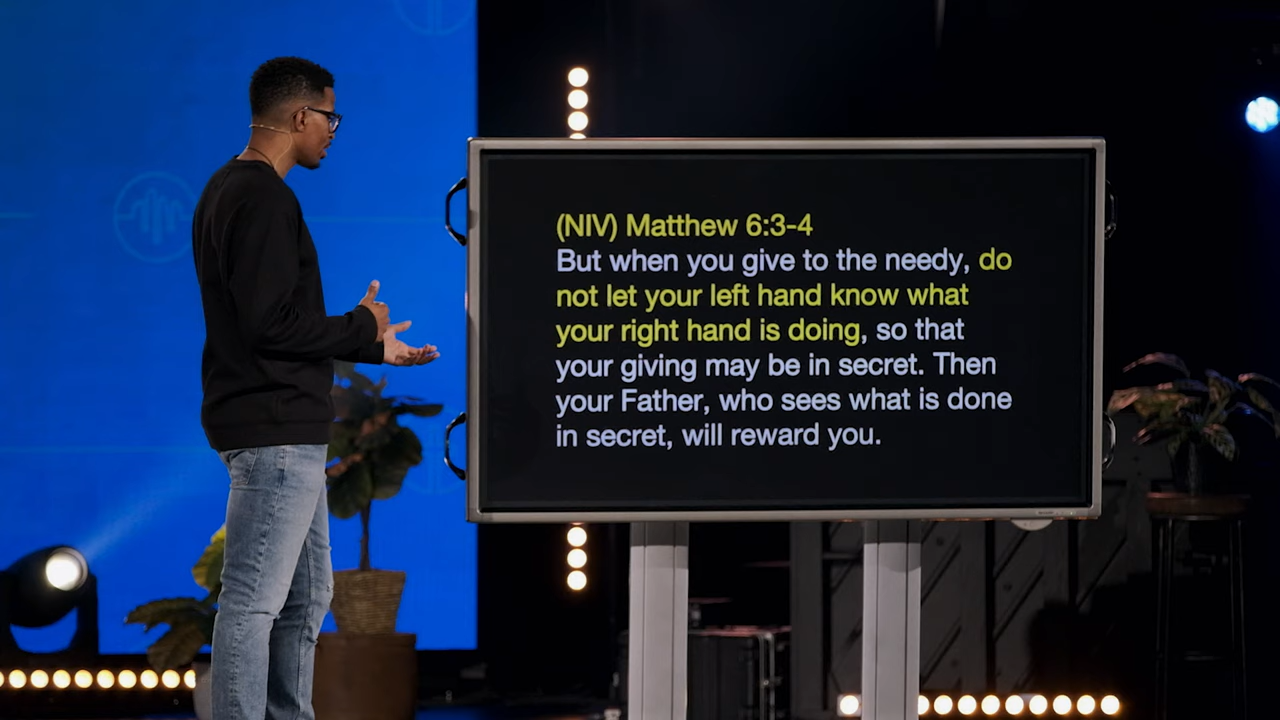 (NIV) Matthew 6:3-4
But when you give to the needy, do
not let your left hand know what
your right hand is doing, so that
your giving may be in secret. Then
your Father, who sees what is done
in secret, will reward you.